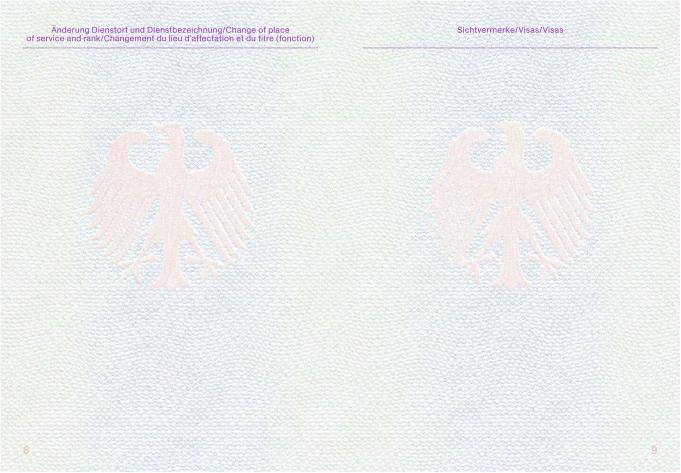 Änderung Dienstort und Dienstbezeichnung/Change of place
of service and rank/Changement du lieu d'affectation et du titre (fonction)
Sichtvermerke/Visas/Visas
8
9